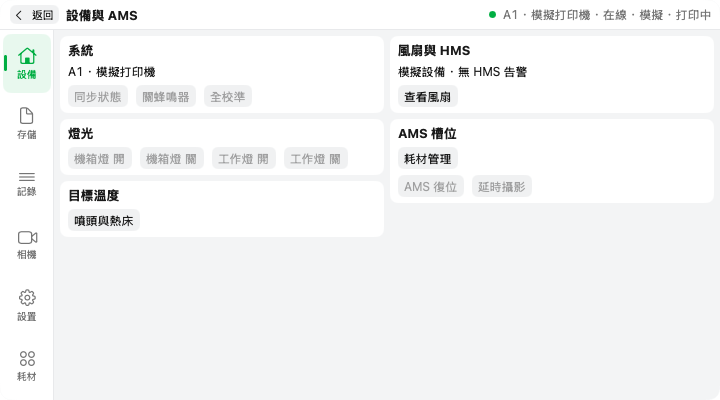 返回
設備與 AMS
A1 · 模擬打印機 · 在線 · 模擬 · 打印中
設備
存儲
記錄
相機
設置
耗材
系統
A1 · 模擬打印機
同步狀態
關蜂鳴器
全校準
燈光
機箱燈 開
機箱燈 關
工作燈 開
工作燈 關
目標溫度
噴頭與熱床
風扇與 HMS
模擬設備 · 無 HMS 告警
查看風扇
AMS 槽位
耗材管理
AMS 復位
延時攝影